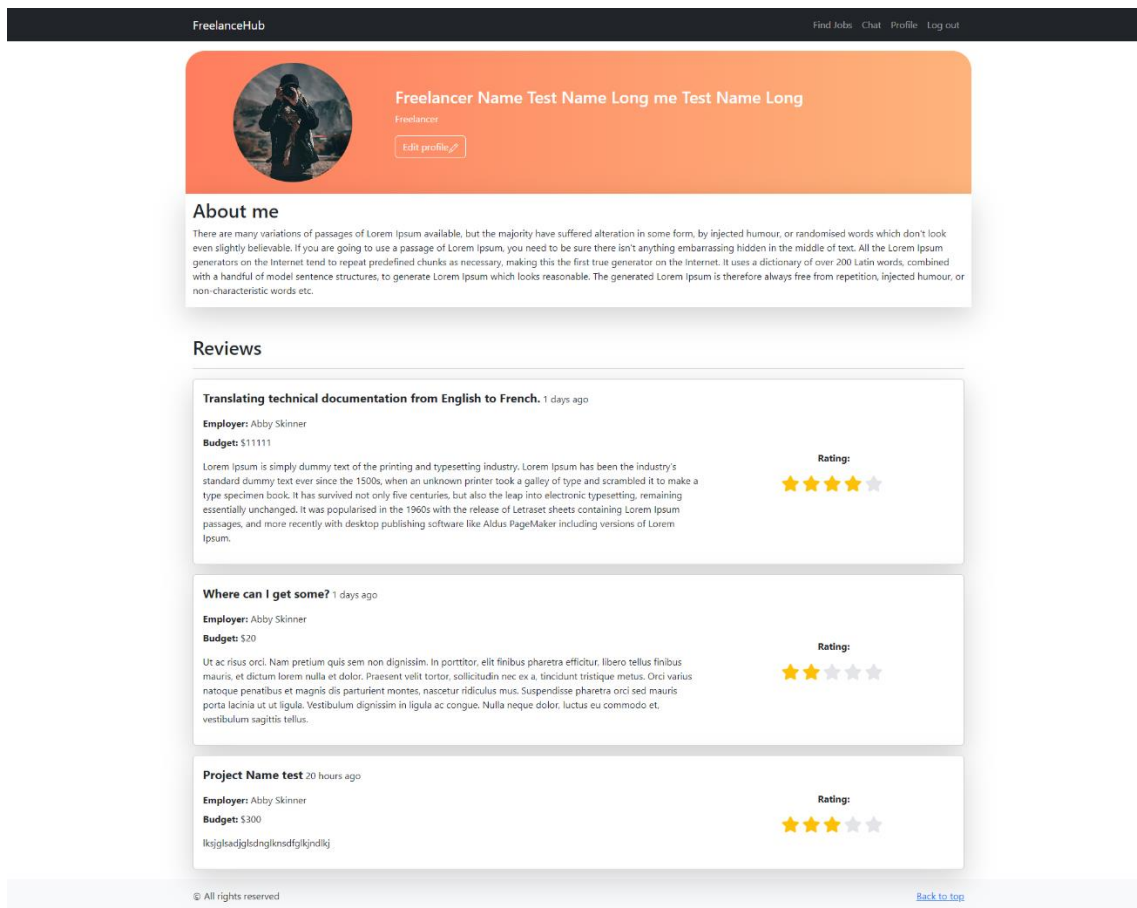 FreelanceHub
Find Jobs Chat Profile Log out
Freelancer Name Test Name Long me Test Name Long
Freelancer
Edit profile
About me
There are many variations of passages of Lorem Ipsum available, but the majority have suffered alteration in some form, by injected humour, or randomised words which don't look
even slightly believable. If you are going to use a passage of Lorem Ipsum, you need to be sure there isn't anything embarrassing hidden in the middle of text. All the Lorem Ipsum
generators on the Internet tend to repeat predefined chunks as necessary, making this the first true generator on the Internet. It uses a dictionary of over 200 Latin words, combined
with a handful of model sentence structures, to generate Lorem Ipsum which looks reasonable. The generated Lorem Ipsum is therefore always free from repetition, injected humour, or
non-characteristic words etc.
Reviews
Translating technical documentation from English to French. 1 days ago
Employer: Abby Skinner
Budget: $11111
Lorem Ipsum is simply dummy text of the printing and typesetting industry. Lorem Ipsum has been the industry's
standard dummy text ever since the 1500s, when an unknown printer took a galley of type and scrambled it to make a
type specimen book. It has survived not only five centuries, but also the leap into electronic typesetting, remaining
essentially unchanged. It was popularised in the 1960s with the release of Letraset sheets containing Lorem Ipsum
passages, and more recently with desktop publishing software like Aldus PageMaker including versions of Lorem
Ipsum.
Rating:
Where can I get some? 1 days ago
Employer: Abby Skinner
Budget: $20
Ut ac risus orci. Nam pretium quis sem non dignissim. In porttitor, elit finibus pharetra efficitur, libero tellus finibus
mauris, et dictum lorem nulla et dolor. Praesent velit tortor, sollicitudin nec ex a, tincidunt tristique metus. Orci varius
natoque penatibus et magnis dis parturient montes, nascetur ridiculus mus. Suspendisse pharetra orci sed mauris
porta lacinia ut ut ligula. Vestibulum dignissim in ligula ac congue. Nulla neque dolor, luctus eu commodo et,
vestibulum sagittis tellus.
Rating:
Project Name test 20 hours ago
Employer: Abby Skinner
Budget: $300
lksjglsadjglsdnglknsdfglkjndlkj
Rating:
© All rights reserved
Back to top